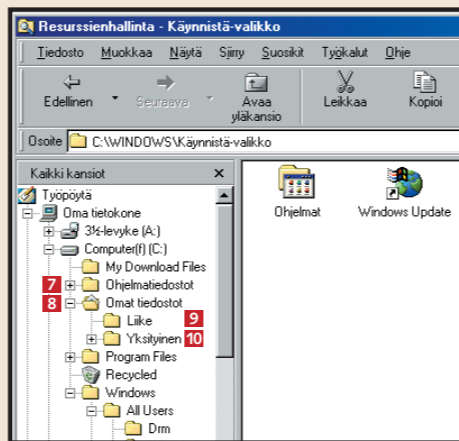 Resurssienhallinta - Käynnistä-valikko
Tiedosto Muokkaa Näytä Siirry Suosikit Työkalut Ohje
Edellinen Seuraava Avaa yläkansio Leikkaa Kopioi
Osoite C:\WINDOWS\Käynnistä-valikko
Kaikki kansiot ×
Työpöytä
Oma tietokone
3½-levyke (A:)
Computer(f) (C:)
My Download Files
7 Ohjelmatiedostot
8 Omat tiedostot
Liike 9
Yksityinen 10
Program Files
Recycled
Windows
All Users
Drm
Ohjelmat Windows Update